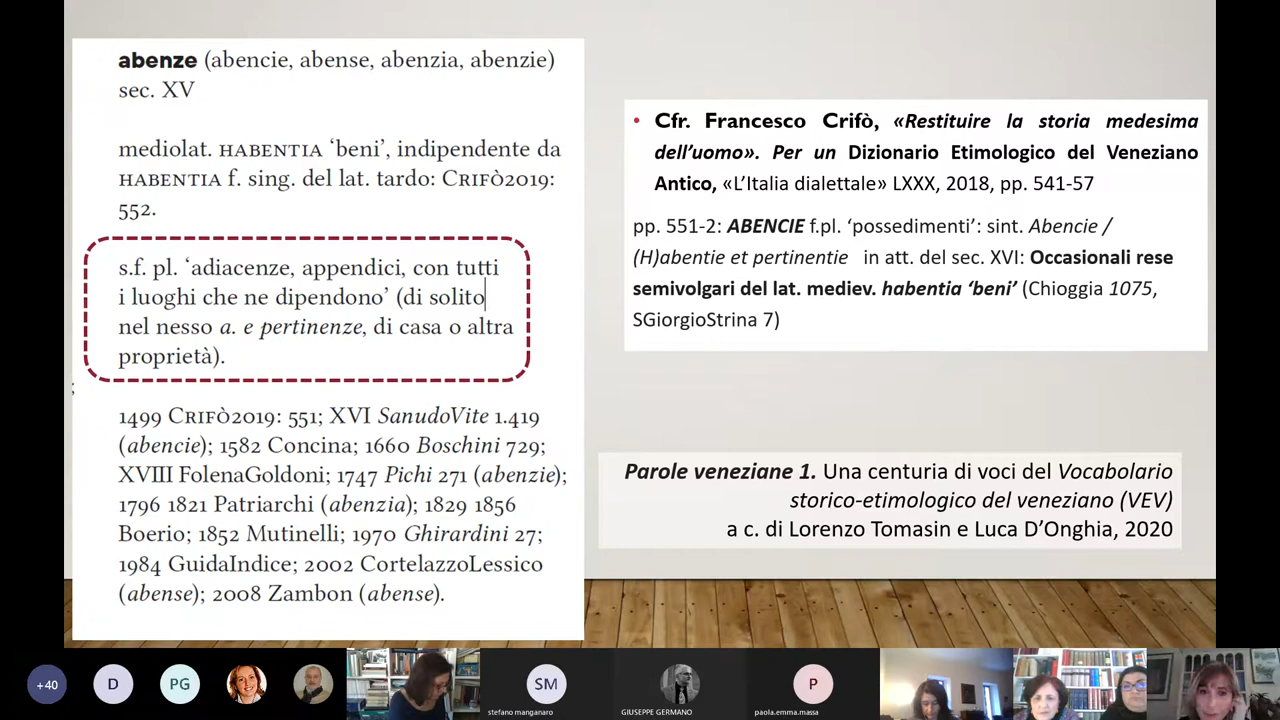 abenze (abencie, abense, abenzia, abenzie)
sec. XV
mediolat. HABENTIA ‘beni’, indipendente da
HABENTIA f. sing. del lat. tardo: CRIFÒ2019:
552.
s.f. pl. ‘adiacenze, appendici, con tutti
i luoghi che ne dipendono’ (di solito
nel nesso a. e pertinenze, di casa o altra
proprietà).
;
1499 CRIFÒ2019: 551; XVI SanudoVite 1.419
(abencie); 1582 Concina; 1660 Boschini 729;
XVIII FolenaGoldoni; 1747 Pichi 271 (abenzie);
1796 1821 Patriarchi (abenzia); 1829 1856
Boerio; 1852 Mutinelli; 1970 Ghirardini 27;
1984 GuidaIndice; 2002 CortelazzoLessico
(abense); 2008 Zambon (abense).
• Cfr. Francesco Crifò, «Restituire la storia medesima
dell’uomo». Per un Dizionario Etimologico del Veneziano
Antico, «L’Italia dialettale» LXXX, 2018, pp. 541-57
pp. 551-2: ABENCIE f.pl. ‘possedimenti’: sint. Abencie /
(H)abentie et pertinentie in att. del sec. XVI: Occasionali rese
semivolgari del lat. mediev. habentia ‘beni’ (Chioggia 1075,
SGiorgioStrina 7)
Parole veneziane 1. Una centuria di voci del Vocabolario
storico-etimologico del veneziano (VEV)
a c. di Lorenzo Tomasin e Luca D’Onghia, 2020
+40
D
PG
SM
stefano manganaro
GIUSEPPE GERMANO
P
paola.emma.massa